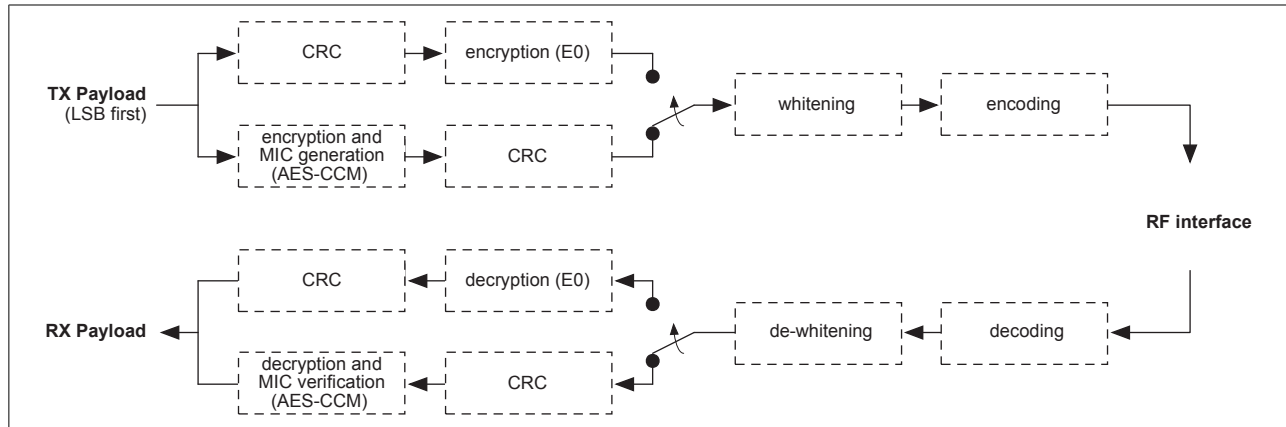 CRC
encryption (E0)
TX Payload
(LSB first)
whitening
encoding
encryption and
MIC generation
(AES-CCM)
CRC
RF interface
CRC
decryption (E0)
RX Payload
de-whitening
decoding
decryption and
MIC verification
(AES-CCM)
CRC